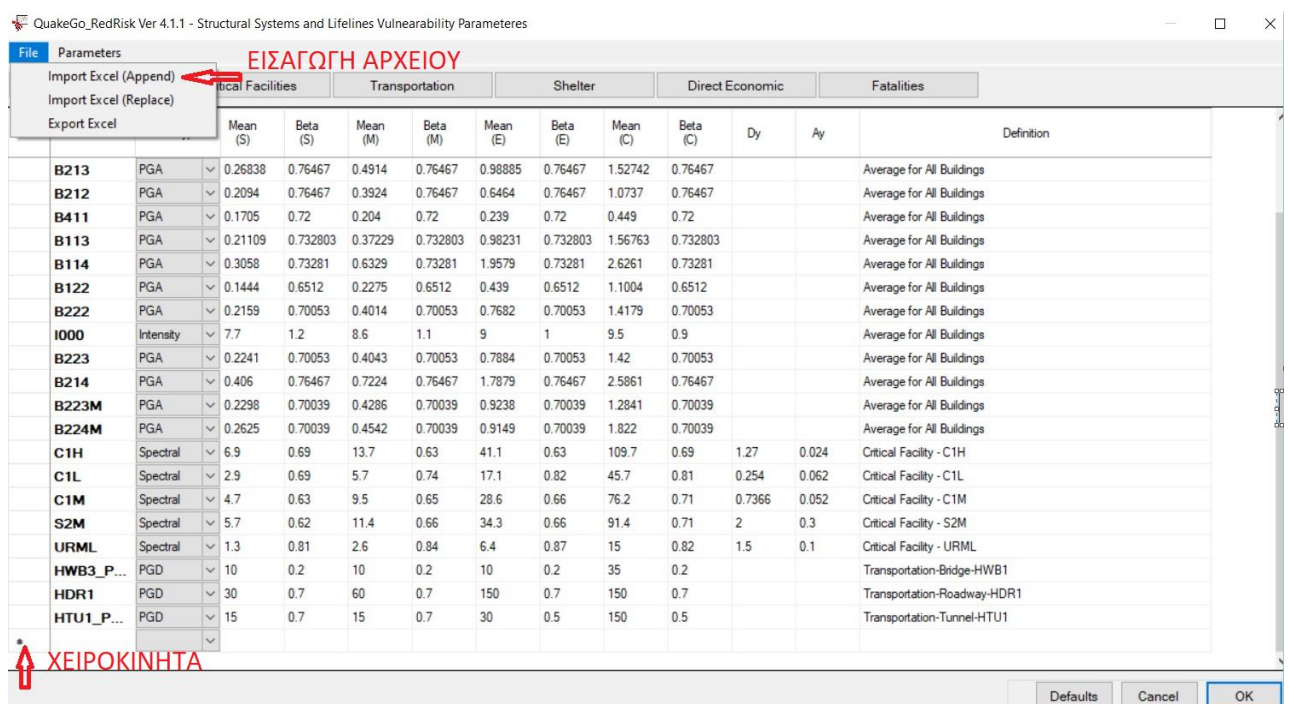 QuakeGo_RedRisk Ver 4.1.1 - Structural Systems and Lifelines Vulnearability Parameteres
File Parameters
ΕΙΣΑΓΩΓΗ ΑΡΧΕΙΟΥ
Import Excel (Append)
Import Excel (Replace)
Export Excel
Facilities Transportation Shelter Direct Economic Fatalities
Mean (S) Beta (S) Mean (M) Beta (M) Mean (E) Beta (E) Mean (C) Beta (C) Dy Ay Definition
B213 PGA 0.26838 0.76467 0.4914 0.76467 0.98885 0.76467 1.52742 0.76467 Average for All Buildings
B212 PGA 0.2094 0.76467 0.3924 0.76467 0.6464 0.76467 1.0737 0.76467 Average for All Buildings
B411 PGA 0.1705 0.72 0.204 0.72 0.239 0.72 0.449 0.72 Average for All Buildings
B113 PGA 0.21109 0.732803 0.37229 0.732803 0.98231 0.732803 1.56763 0.732803 Average for All Buildings
B114 PGA 0.3058 0.73281 0.6329 0.73281 1.9579 0.73281 2.6261 0.73281 Average for All Buildings
B122 PGA 0.1444 0.6512 0.2275 0.6512 0.439 0.6512 1.1004 0.6512 Average for All Buildings
B222 PGA 0.2159 0.70053 0.4014 0.70053 0.7682 0.70053 1.4179 0.70053 Average for All Buildings
I000 Intensity 7.7 1.2 8.6 1.1 9 1 9.5 0.9 Average for All Buildings
B223 PGA 0.2241 0.70053 0.4043 0.70053 0.7884 0.70053 1.42 0.70053 Average for All Buildings
B214 PGA 0.406 0.76467 0.7224 0.76467 1.7879 0.76467 2.5861 0.76467 Average for All Buildings
B223M PGA 0.2298 0.70039 0.4286 0.70039 0.9238 0.70039 1.2841 0.70039 Average for All Buildings
B224M PGA 0.2625 0.70039 0.4542 0.70039 0.9149 0.70039 1.822 0.70039 Average for All Buildings
C1H Spectral 6.9 0.69 13.7 0.63 41.1 0.63 109.7 0.69 1.27 0.024 Critical Facility - C1H
C1L Spectral 2.9 0.69 5.7 0.74 17.1 0.82 45.7 0.81 0.254 0.062 Critical Facility - C1L
C1M Spectral 4.7 0.63 9.5 0.65 28.6 0.66 76.2 0.71 0.7366 0.052 Critical Facility - C1M
S2M Spectral 5.7 0.62 11.4 0.66 34.3 0.66 91.4 0.71 2 0.3 Critical Facility - S2M
URML Spectral 1.3 0.81 2.6 0.84 6.4 0.87 15 0.82 1.5 0.1 Critical Facility - URML
HWB3_P... PGD 10 0.2 10 0.2 10 0.2 35 0.2 Transportation-Bridge-HWB1
HDR1 PGD 30 0.7 60 0.7 150 0.7 150 0.7 Transportation-Roadway-HDR1
HTU1_P... PGD 15 0.7 15 0.7 30 0.5 150 0.5 Transportation-Tunnel-HTU1
*
ΧΕΙΡΟΚΙΝΗΤΑ
Defaults Cancel OK